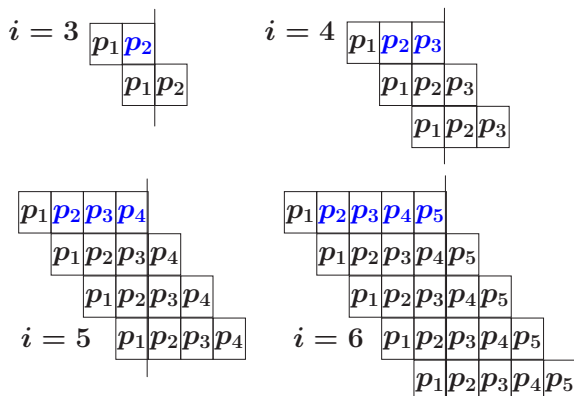 i = 3
p₁ p₂
p₁ p₂
i = 4
p₁ p₂ p₃
p₁ p₂ p₃
p₁ p₂ p₃
p₁ p₂ p₃ p₄
p₁ p₂ p₃ p₄
p₁ p₂ p₃ p₄
i = 5 p₁ p₂ p₃ p₄
p₁ p₂ p₃ p₄ p₅
p₁ p₂ p₃ p₄ p₅
p₁ p₂ p₃ p₄ p₅
i = 6 p₁ p₂ p₃ p₄ p₅
p₁ p₂ p₃ p₄ p₅